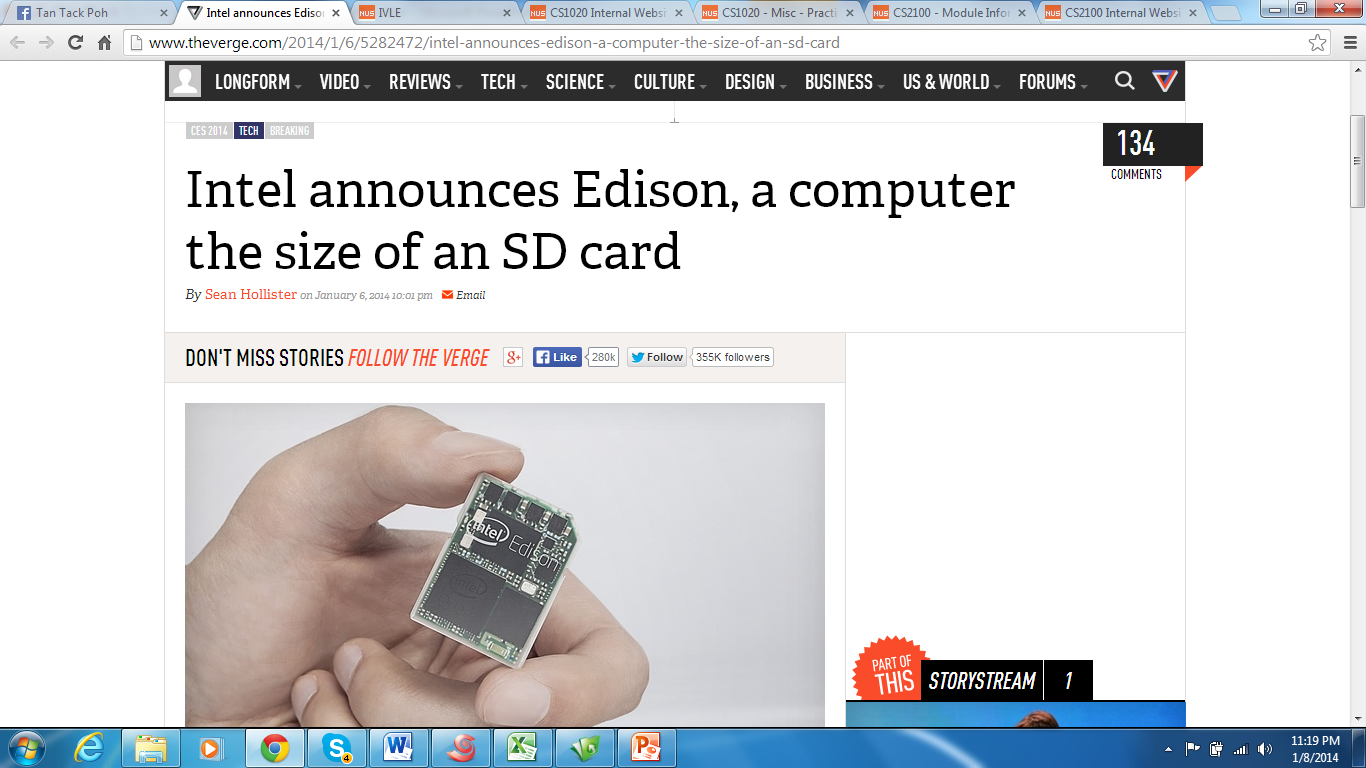 Tan Tack Poh
Intel announces Edison
IVLE
CS1020 Internal Websi
CS1020 - Misc - Practi
CS2100 - Module Infor
CS2100 Internal Websi
www.theverge.com/2014/1/6/5282472/intel-announces-edison-a-computer-the-size-of-an-sd-card
LONGFORM VIDEO REVIEWS TECH SCIENCE CULTURE DESIGN BUSINESS US & WORLD FORUMS
CES 2014 TECH BREAKING
134
COMMENTS
Intel announces Edison, a computer
the size of an SD card
By Sean Hollister on January 6, 2014 10:01 pm Email
DON'T MISS STORIES FOLLOW THE VERGE
g+
Like 280k
Follow 355K followers
intel
Edison
intel
PART OF
THIS
STORYSTREAM 1
4
11:19 PM
1/8/2014